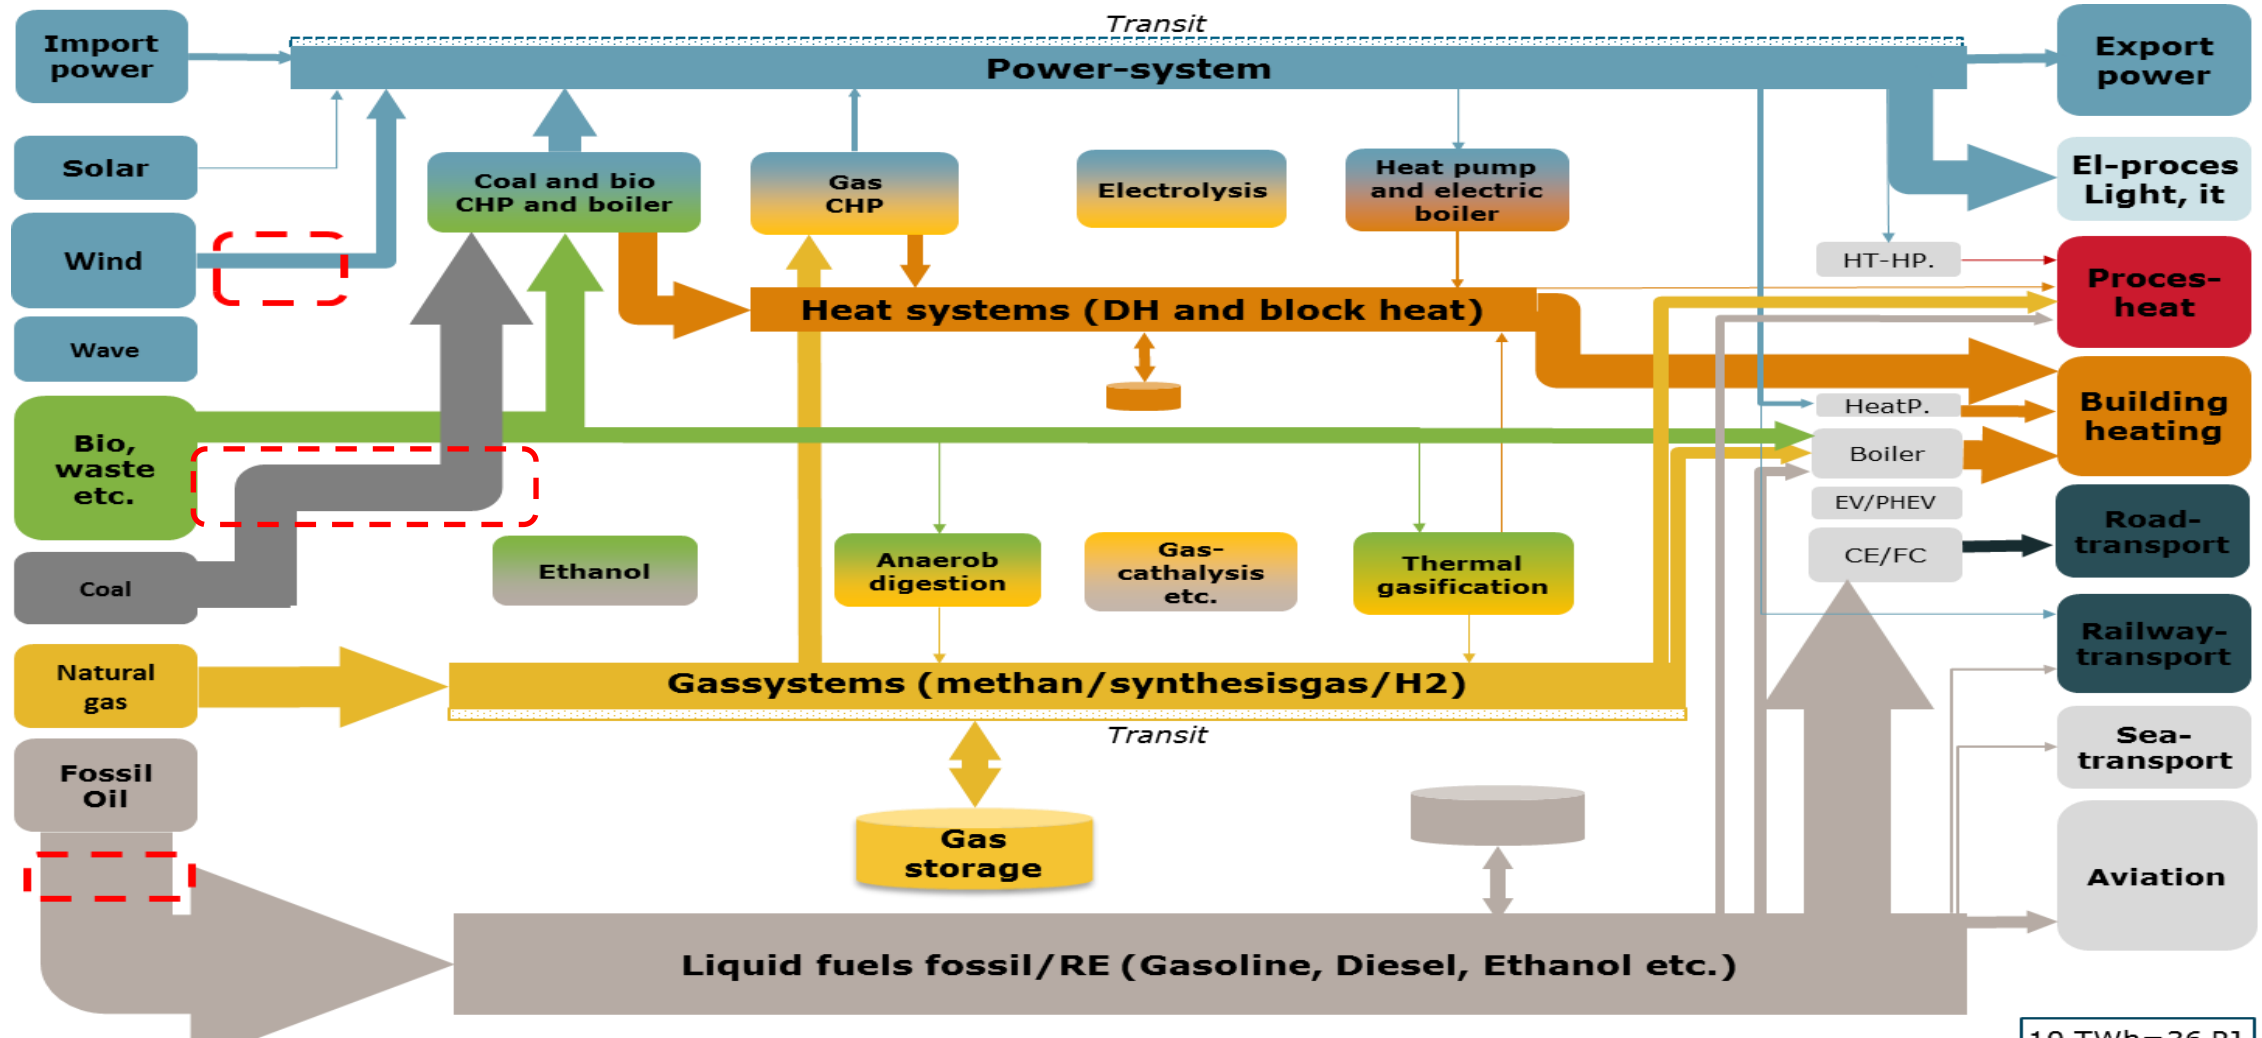 Transit
Import
power
Power-system
Export
power
Solar
Coal and bio
CHP and boiler
Gas
CHP
Electrolysis
Heat pump
and electric
boiler
El-proces
Light, it
Wind
HT-HP.
Proces-
heat
Heat systems (DH and block heat)
Wave
HeatP.
Building
heating
Bio,
waste
etc.
Boiler
EV/PHEV
Road-
transport
Coal
Ethanol
Anaerob
digestion
Gas-
cathalysis
etc.
Thermal
gasification
CE/FC
Railway-
transport
Natural
gas
Gassystems (methan/synthesisgas/H2)
Transit
Sea-
transport
Fossil
Oil
Gas
storage
Aviation
Liquid fuels fossil/RE (Gasoline, Diesel, Ethanol etc.)
10 TWh=36 PJ